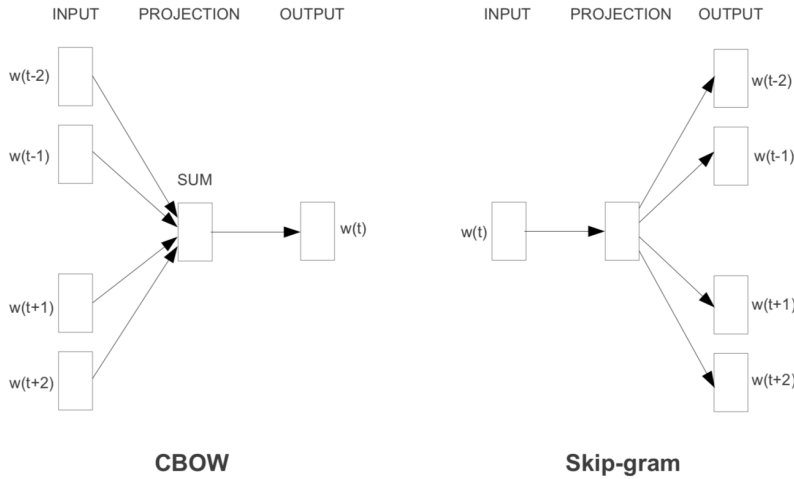 INPUT PROJECTION OUTPUT
w(t-2)
w(t-1)
SUM
w(t)
w(t+1)
w(t+2)
CBOW
INPUT PROJECTION OUTPUT
w(t-2)
w(t-1)
w(t)
w(t+1)
w(t+2)
Skip-gram